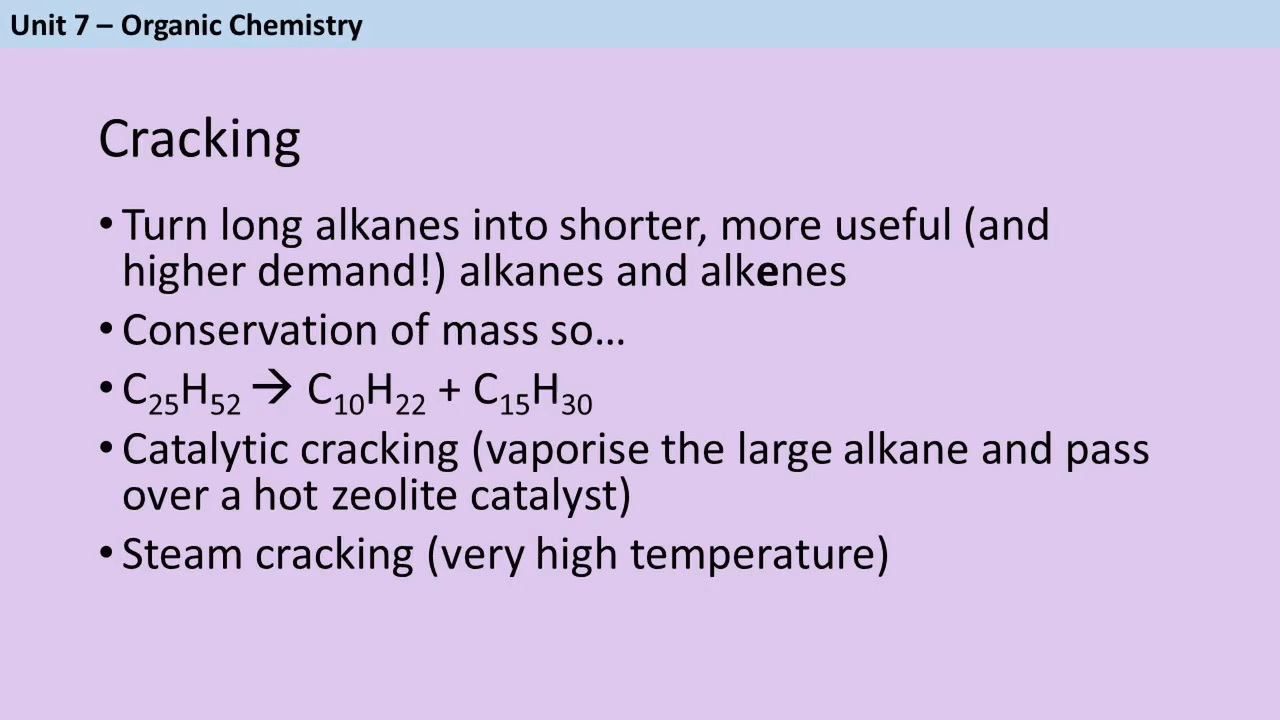 Unit 7 – Organic Chemistry
Cracking
• Turn long alkanes into shorter, more useful (and
higher demand!) alkanes and alkenes
• Conservation of mass so...
• C₂₅H₅₂ → C₁₀H₂₂ + C₁₅H₃₀
• Catalytic cracking (vaporise the large alkane and pass
over a hot zeolite catalyst)
• Steam cracking (very high temperature)